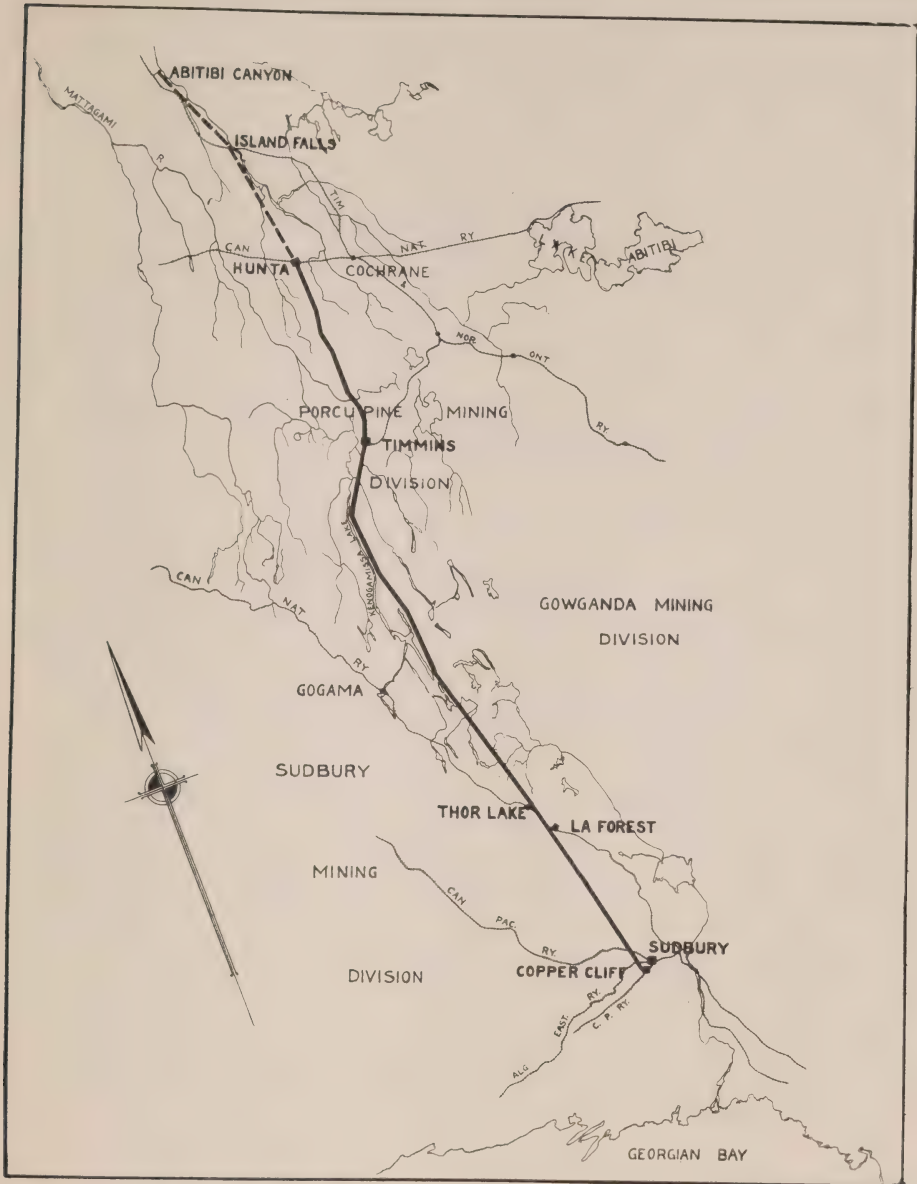 ABITIBI CANYON
MATTAGAMI
R.
ISLAND FALLS
TIM
CAN
NAT.
RY.
LAKE
ABITIBI
HUNTA
COCHRANE
&
NOR.
ONT
RY.
PORCUPINE MINING
TIMMINS
DIVISION
KENOGAMISSI LAKE
CAN
NAT
RY.
GOGAMA
GOWGANDA MINING
DIVISION
SUDBURY
THOR LAKE
LA FOREST
MINING
CAN
PAC.
RY.
SUDBURY
COPPER CLIFF
DIVISION
ALG
EAST.
RY.
C. P. RY.
GEORGIAN BAY